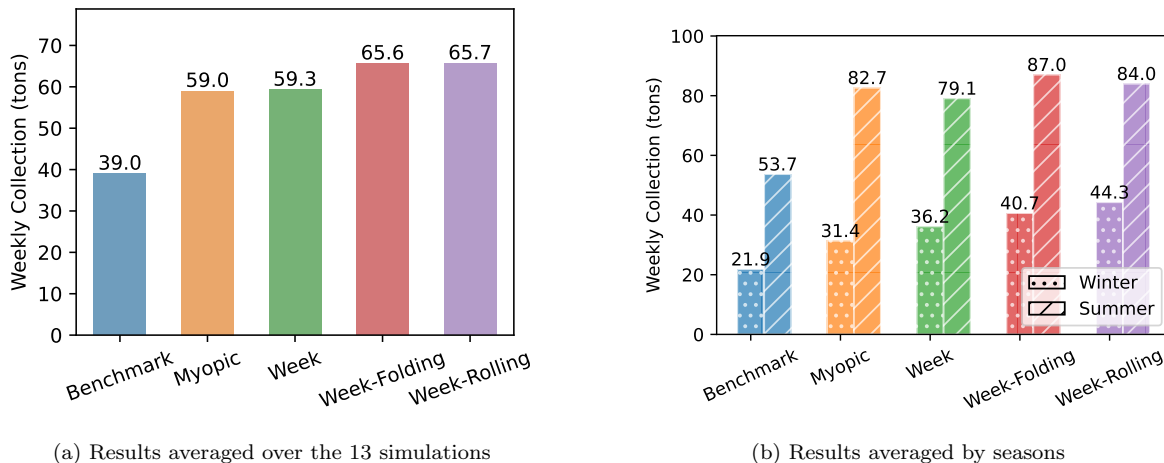 Weekly Collection (tons)
70
60
50
40
30
20
10
0
39.0
59.0
59.3
65.6
65.7
Benchmark
Myopic
Week
Week-Folding
Week-Rolling
(a) Results averaged over the 13 simulations
Weekly Collection (tons)
100
80
60
40
20
0
21.9
53.7
31.4
82.7
36.2
79.1
40.7
87.0
44.3
84.0
Winter
Summer
Benchmark
Myopic
Week
Week-Folding
Week-Rolling
(b) Results averaged by seasons